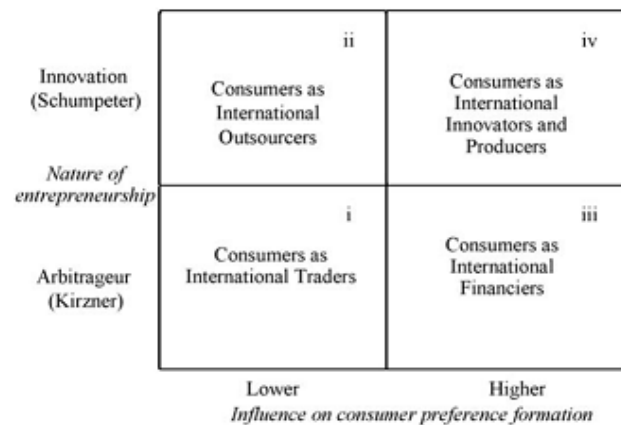 ii
iv
Innovation
(Schumpeter)
Consumers as
International
Outsourcers
Consumers as
International
Innovators and
Producers
Nature of
entrepreneurship
i
iii
Arbitrageur
(Kirzner)
Consumers as
International Traders
Consumers as
International
Financiers
Lower
Higher
Influence on consumer preference formation